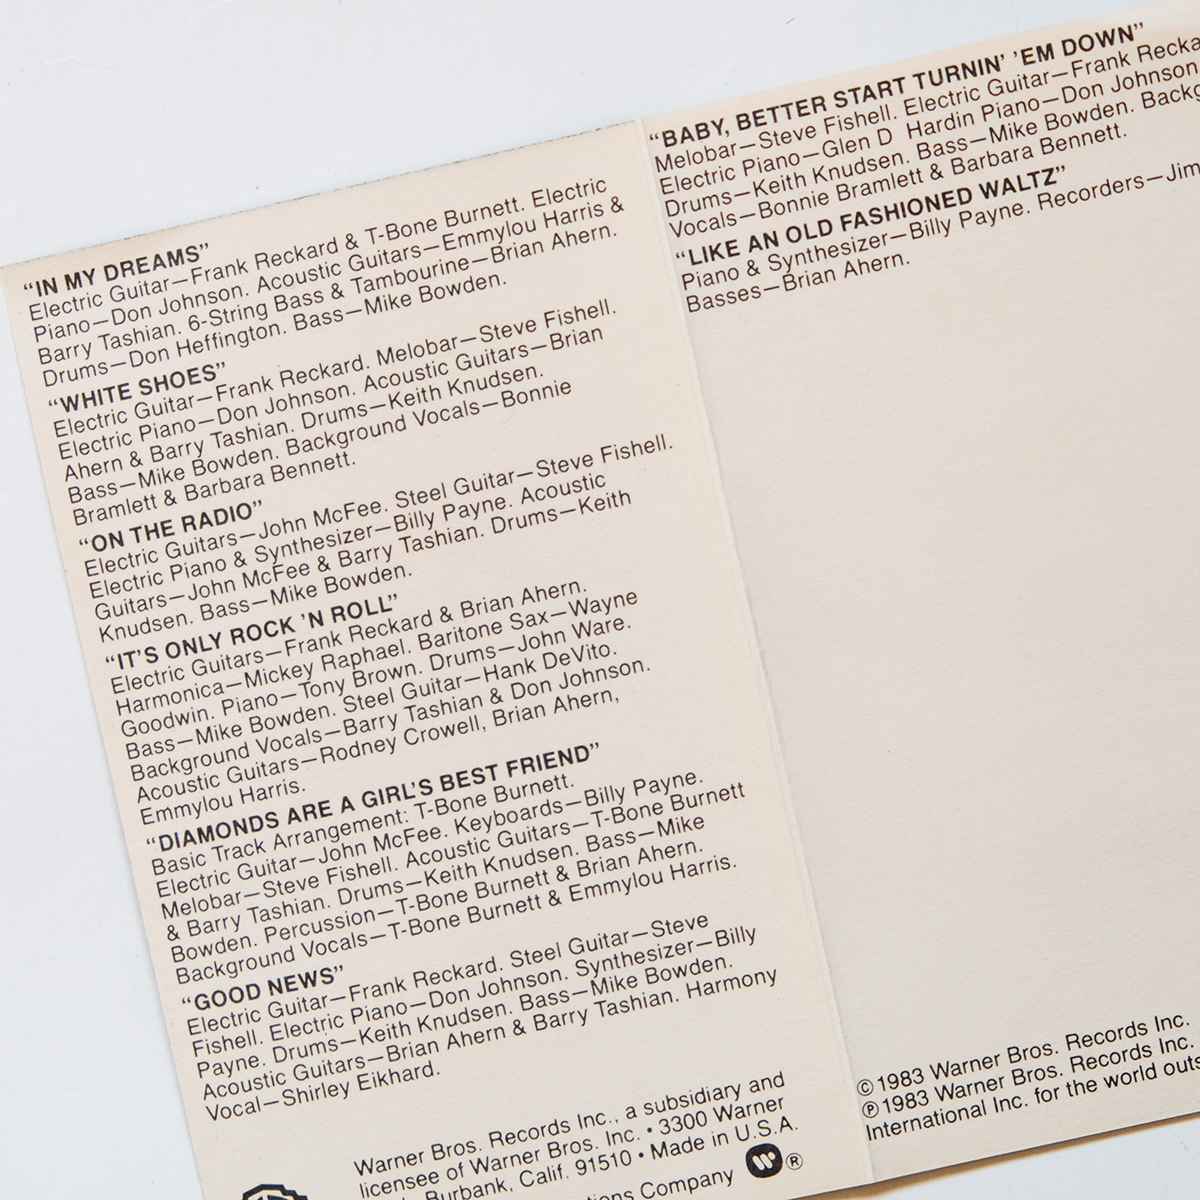 “IN MY DREAMS”
Electric Guitar—Frank Reckard & T-Bone Burnett. Electric
Piano—Don Johnson. Acoustic Guitars—Emmylou Harris &
Barry Tashian. 6-String Bass & Tambourine—Brian Ahern.
Drums—Don Heffington. Bass—Mike Bowden.
“WHITE SHOES”
Electric Guitar—Frank Reckard. Melobar—Steve Fishell.
Electric Piano—Don Johnson. Acoustic Guitars—Brian
Ahern & Barry Tashian. Drums—Keith Knudsen.
Bass—Mike Bowden. Background Vocals—Bonnie
Bramlett & Barbara Bennett.
“ON THE RADIO”
Electric Guitars—John McFee. Steel Guitar—Steve Fishell.
Electric Piano & Synthesizer—Billy Payne. Acoustic
Guitars—John McFee & Barry Tashian. Drums—Keith
Knudsen. Bass—Mike Bowden.
“IT’S ONLY ROCK ’N ROLL”
Electric Guitars—Frank Reckard & Brian Ahern.
Harmonica—Mickey Raphael. Baritone Sax—Wayne
Goodwin. Piano—Tony Brown. Drums—John Ware.
Bass—Mike Bowden. Steel Guitar—Hank DeVito.
Background Vocals—Barry Tashian & Don Johnson.
Acoustic Guitars—Rodney Crowell, Brian Ahern,
Emmylou Harris.
“DIAMONDS ARE A GIRL’S BEST FRIEND”
Basic Track Arrangement: T-Bone Burnett.
Electric Guitar—John McFee. Keyboards—Billy Payne.
Melobar—Steve Fishell. Acoustic Guitars—T-Bone Burnett
& Barry Tashian. Drums—Keith Knudsen. Bass—Mike
Bowden. Percussion—T-Bone Burnett & Brian Ahern.
Background Vocals—T-Bone Burnett & Emmylou Harris.
“GOOD NEWS”
Electric Guitar—Frank Reckard. Steel Guitar—Steve
Fishell. Electric Piano—Don Johnson. Synthesizer—Billy
Payne. Drums—Keith Knudsen. Bass—Mike Bowden.
Acoustic Guitars—Brian Ahern & Barry Tashian. Harmony
Vocal—Shirley Eikhard.
Warner Bros. Records Inc., a subsidiary and
licensee of Warner Bros. Inc. • 3300 Warner
Burbank, Calif. 91510 • Made in U.S.A.
Company ®
“BABY, BETTER START TURNIN’ ’EM DOWN”
Electric Guitar—Frank
Melobar—Steve Fishell. Electric Piano—Glen D Hardin Piano—Don Johnson
Drums—Keith Knudsen. Bass—Mike Bowden.
Vocals—Bonnie Bramlett & Barbara Bennett.
“LIKE AN OLD FASHIONED WALTZ”
Piano & Synthesizer—Billy Payne. Recorders—Jim
Basses—Brian Ahern.
© 1983 Warner Bros. Records Inc.
℗ 1983 Warner Bros. Records Inc.
International Inc. for the world